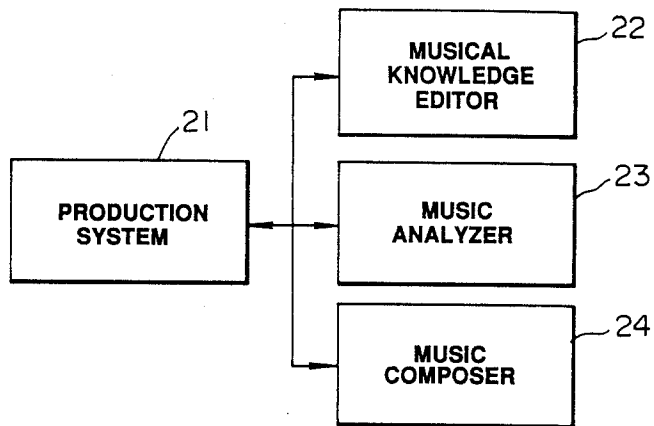 21
PRODUCTION
SYSTEM
22
MUSICAL
KNOWLEDGE
EDITOR
23
MUSIC
ANALYZER
24
MUSIC
COMPOSER